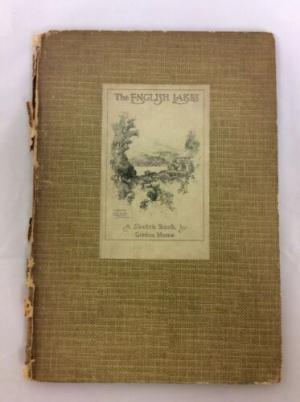 The ENGLISH LAKES
A Sketch Book, by
Gordon Home